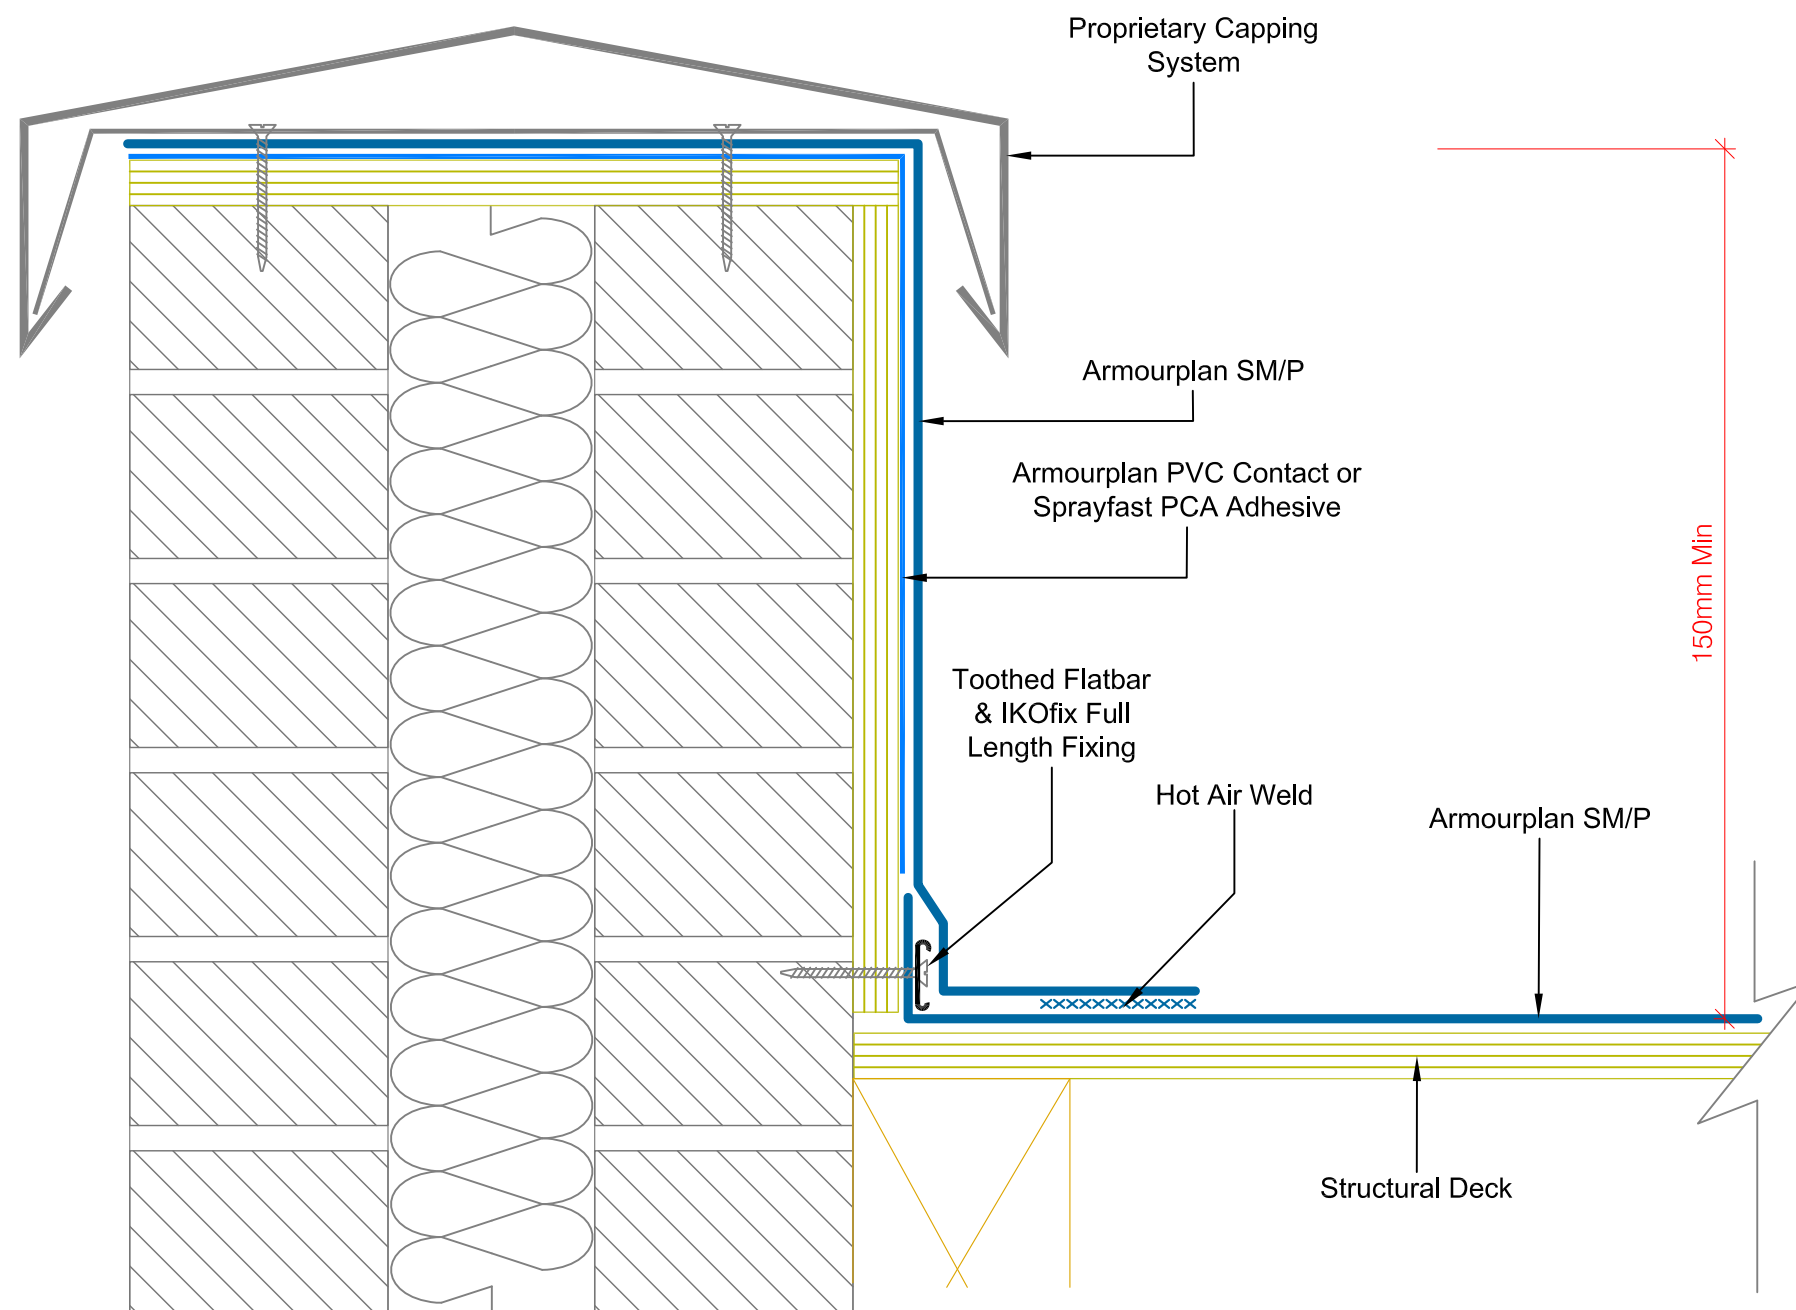 Proprietary Capping
System
Armourplan SM/P
Armourplan PVC Contact or
Sprayfast PCA Adhesive
150mm Min
Toothed Flatbar
& IKOfix Full
Length Fixing
Hot Air Weld
Armourplan SM/P
Structural Deck